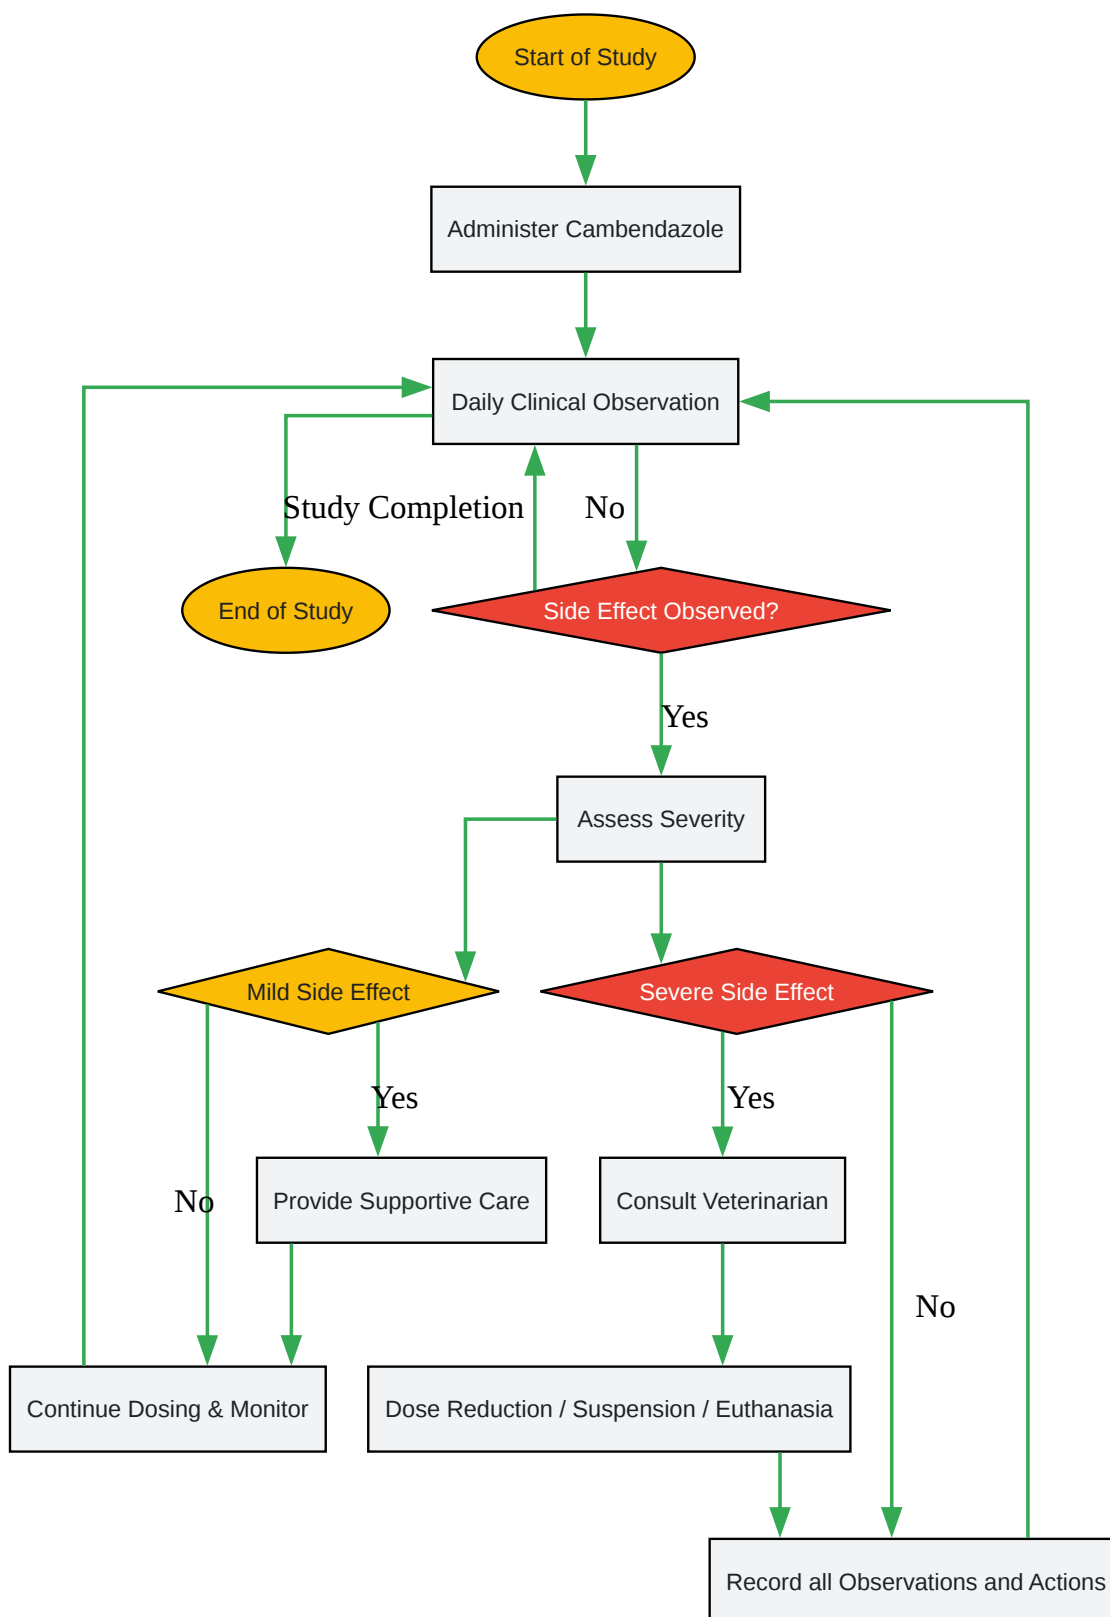 Start of Study
Administer Cambendazole
Daily Clinical Observation
Study Completion
No
End of Study
Side Effect Observed?
Yes
Assess Severity
Mild Side Effect
Severe Side Effect
Yes
Yes
No
Provide Supportive Care
Consult Veterinarian
No
Continue Dosing & Monitor
Dose Reduction / Suspension / Euthanasia
Record all Observations and Actions